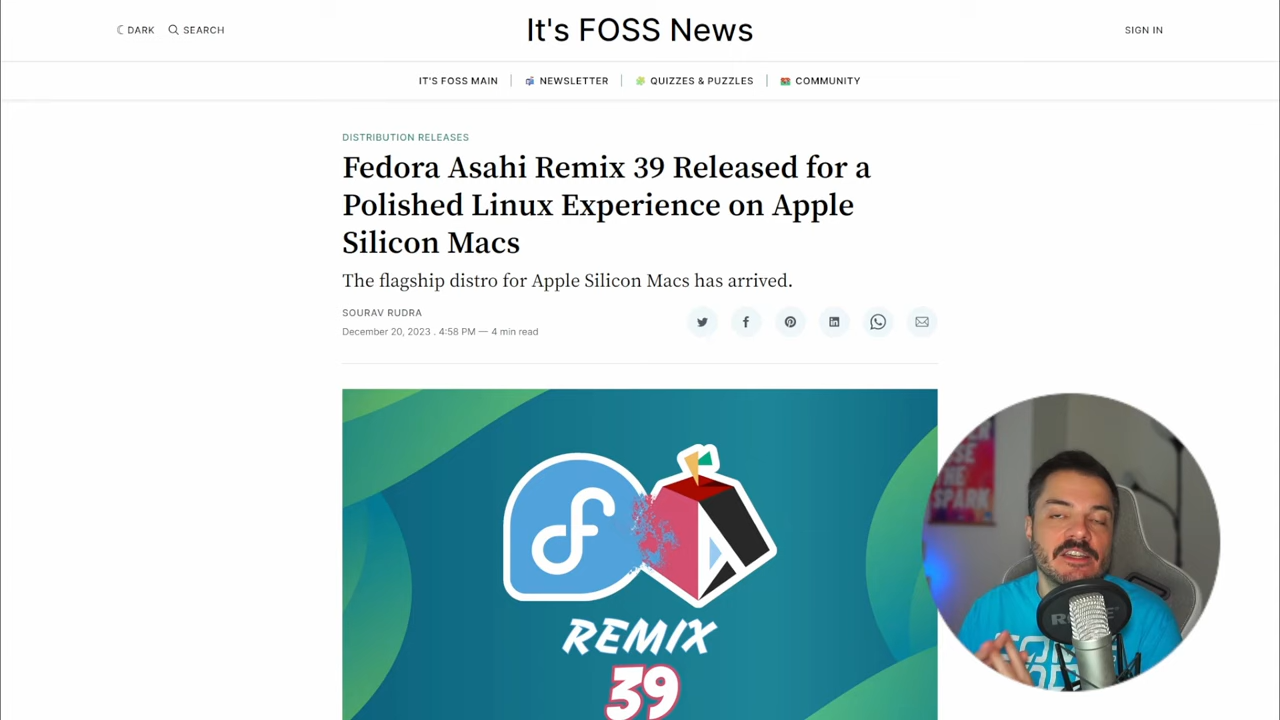 DARK
SEARCH
It's FOSS News
SIGN IN
IT'S FOSS MAIN
NEWSLETTER
QUIZZES & PUZZLES
COMMUNITY
DISTRIBUTION RELEASES
Fedora Asahi Remix 39 Released for a
Polished Linux Experience on Apple
Silicon Macs
The flagship distro for Apple Silicon Macs has arrived.
SOURAV RUDRA
December 20, 2023 . 4:58 PM — 4 min read
REMIX
39
THE
SPARK